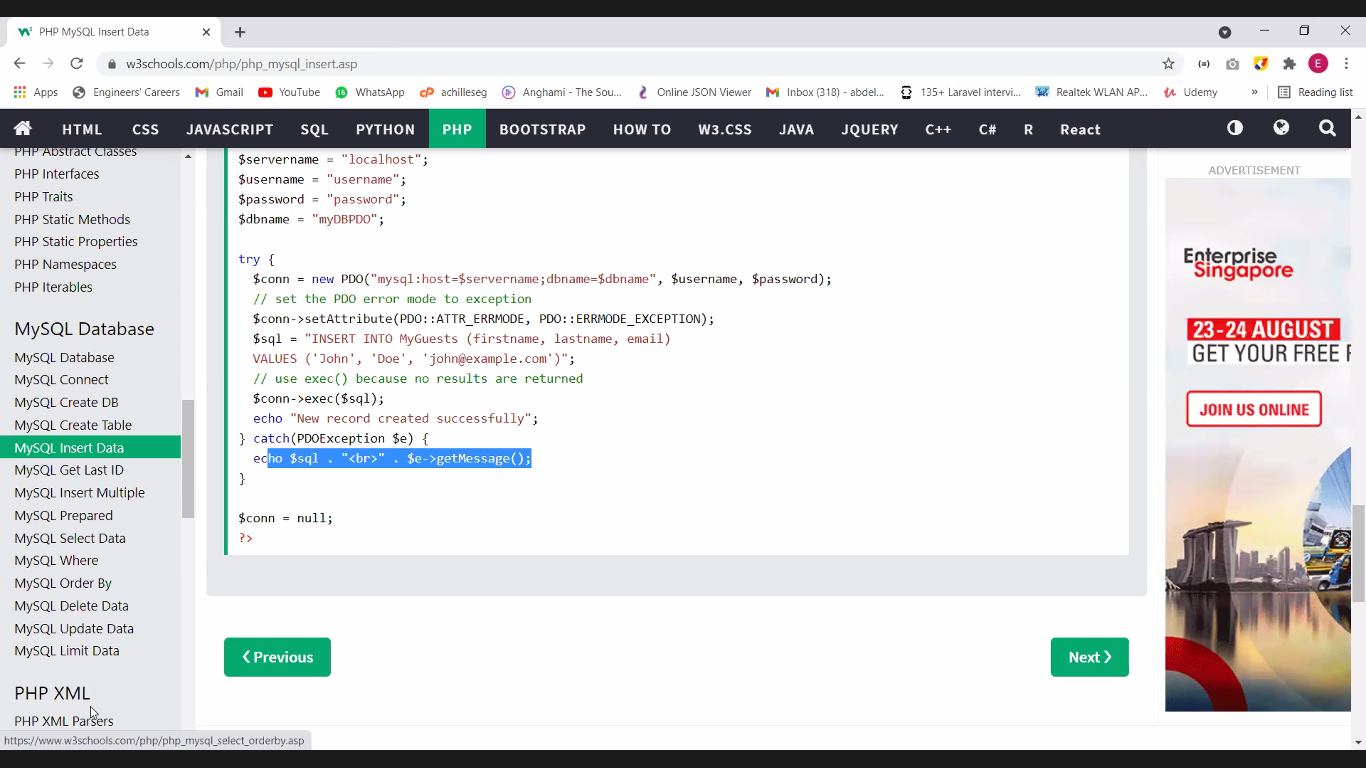 PHP MySQL Insert Data
w3schools.com/php/php_mysql_insert.asp
E
Apps
Engineers' Careers
Gmail
YouTube
WhatsApp
achilleseg
Anghami - The Sou...
Online JSON Viewer
Inbox (318) - abdel...
135+ Laravel intervi...
Realtek WLAN AP...
Udemy
»
Reading list
HTML
CSS
JAVASCRIPT
SQL
PYTHON
PHP
BOOTSTRAP
HOW TO
W3.CSS
JAVA
JQUERY
C++
C#
R
React
PHP Abstract Classes
PHP Interfaces
PHP Traits
PHP Static Methods
PHP Static Properties
PHP Namespaces
PHP Iterables
MySQL Database
MySQL Database
MySQL Connect
MySQL Create DB
MySQL Create Table
MySQL Insert Data
MySQL Get Last ID
MySQL Insert Multiple
MySQL Prepared
MySQL Select Data
MySQL Where
MySQL Order By
MySQL Delete Data
MySQL Update Data
MySQL Limit Data
PHP XML
PHP XML Parsers
https://www.w3schools.com/php/php_mysql_select_orderby.asp
$servername = "localhost";
$username = "username";
$password = "password";
$dbname = "myDBPDO";
try {
$conn = new PDO("mysql:host=$servername;dbname=$dbname", $username, $password);
// set the PDO error mode to exception
$conn->setAttribute(PDO::ATTR_ERRMODE, PDO::ERRMODE_EXCEPTION);
$sql = "INSERT INTO MyGuests (firstname, lastname, email)
VALUES ('John', 'Doe', 'john@example.com')";
// use exec() because no results are returned
$conn->exec($sql);
echo "New record created successfully";
} catch(PDOException $e) {
echo $sql . "<br>" . $e->getMessage();
}
$conn = null;
?>
❮ Previous
Next ❯
ADVERTISEMENT
Enterprise
Singapore
23-24 AUGUST
GET YOUR FREE
JOIN US ONLINE